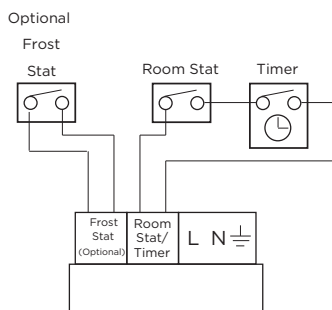 Optional
Frost
Stat
Room Stat
Timer
Frost
Stat
(Optional)
Room
Stat/
Timer
L N